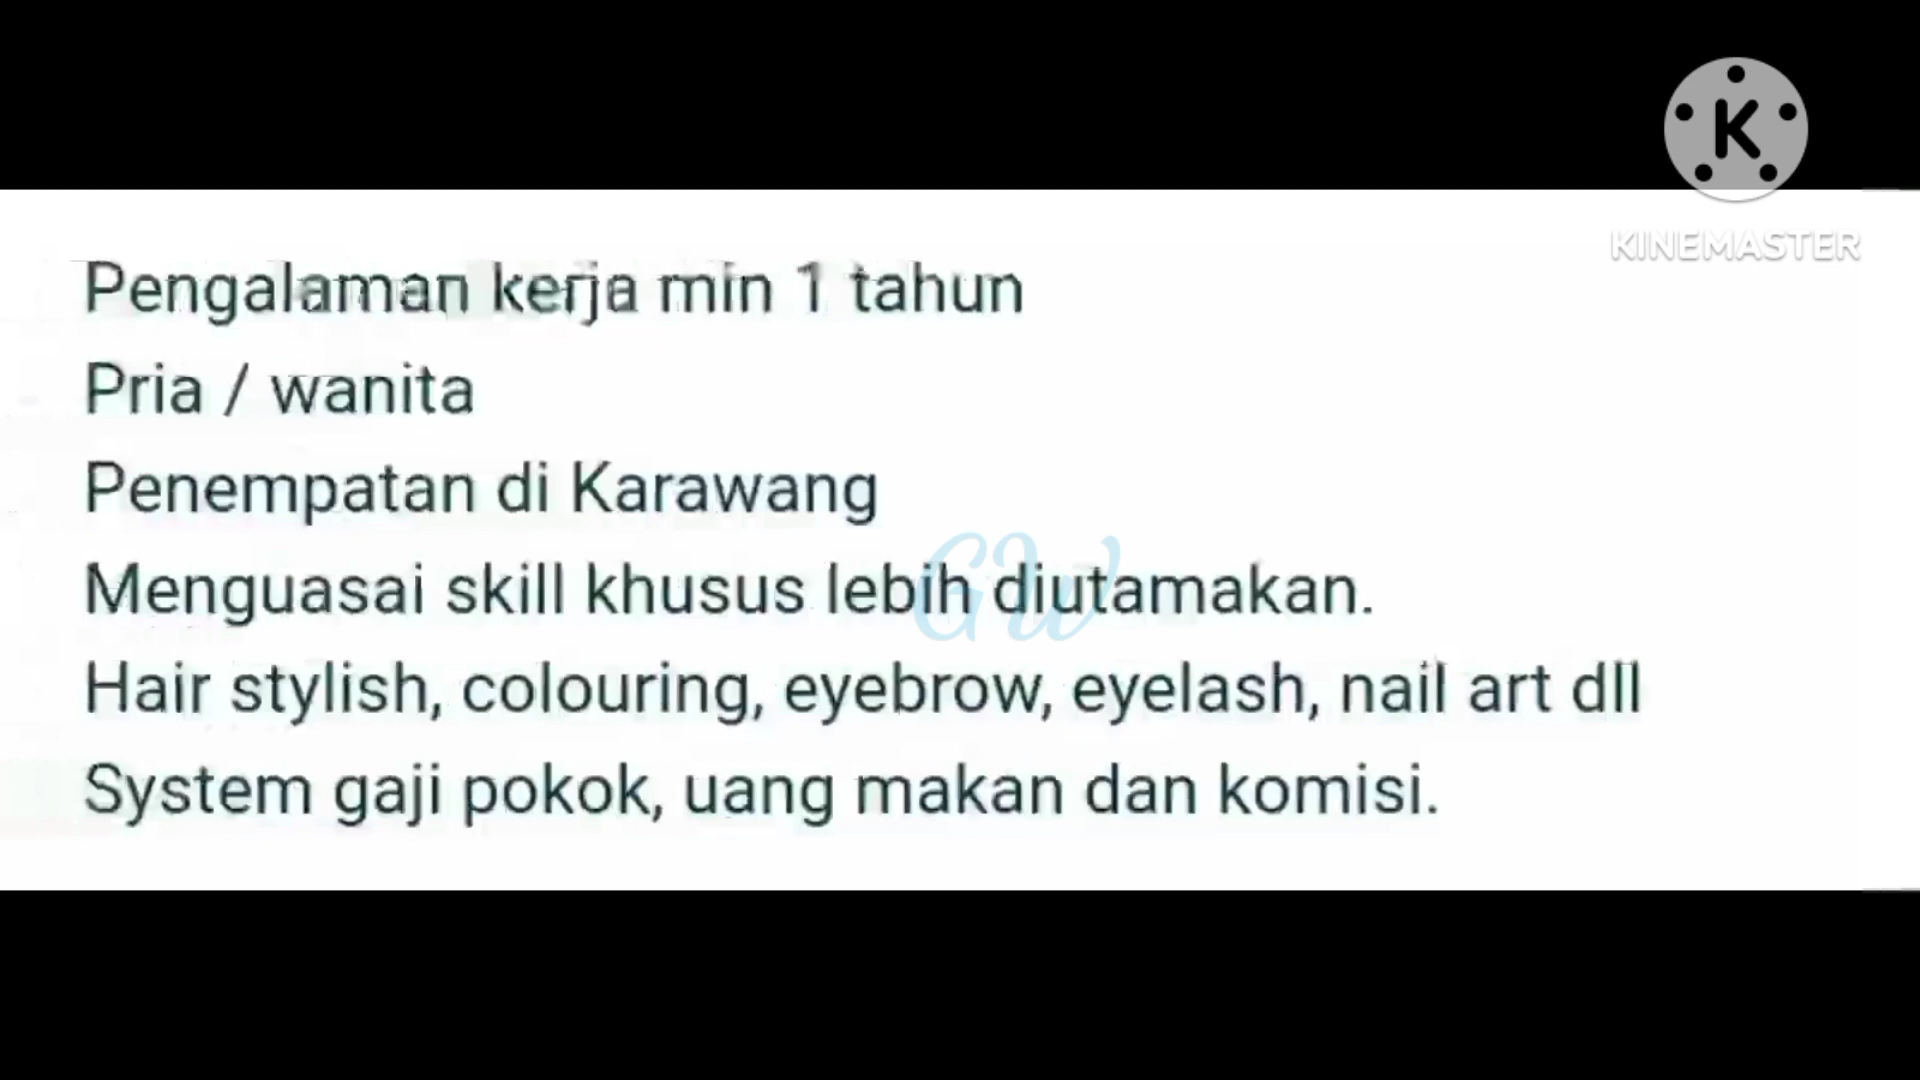 K
KINEMASTER
Pengalaman kerja min 1 tahun
Pria / wanita
Penempatan di Karawang
Menguasai skill khusus lebih diutamakan.
GW
Hair stylish, colouring, eyebrow, eyelash, nail art dll
System gaji pokok, uang makan dan komisi.